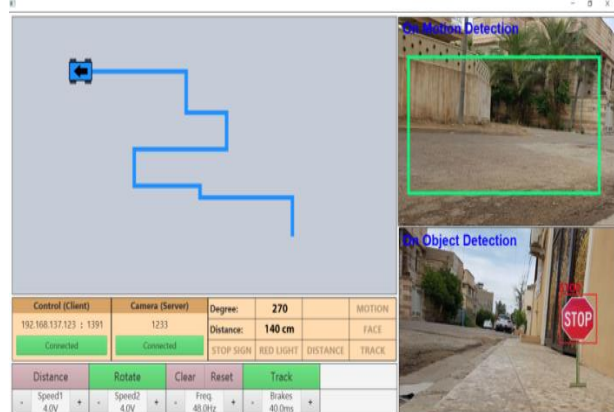 On Motion Detection
On Object Detection
STOP
Control (Client)
192.168.137.123 : 1391
Connected
Camera (Server)
1233
Connected
Degree: 270 MOTION
Distance: 140 cm FACE
STOP SIGN RED LIGHT DISTANCE TRACK
Distance Rotate Clear Reset Track
- Speed1 4.0V + - Speed2 4.0V + - Freq. 48.0Hz + - Brakes 40.0ms +